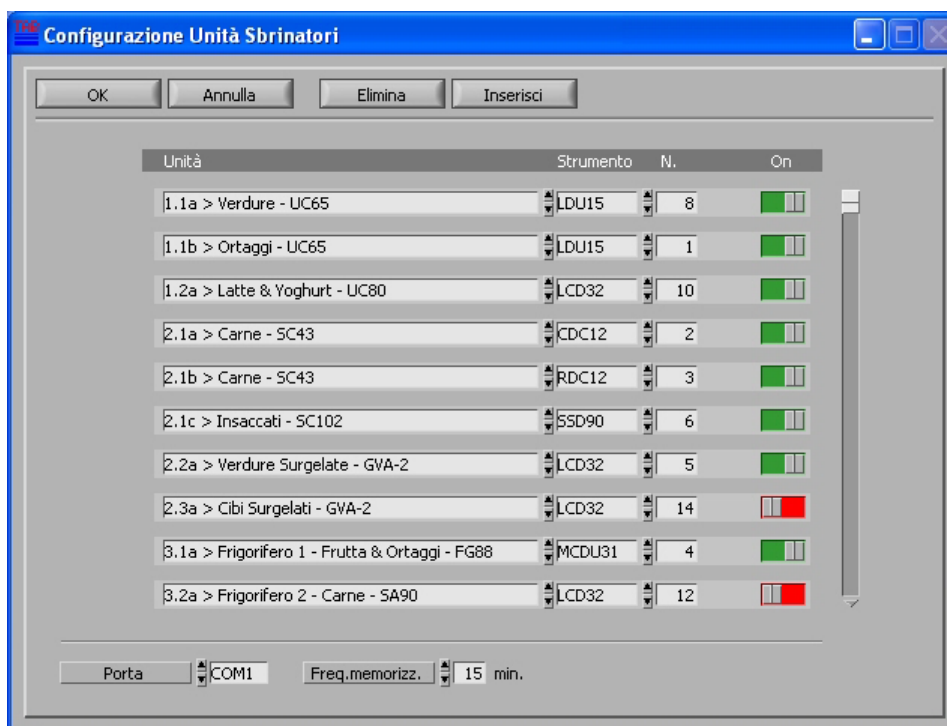 Configurazione Unità Sbrinatori
OK Annulla Elimina Inserisci
Unità Strumento N. On
1.1a > Verdure - UC65 LDU15 8
1.1b > Ortaggi - UC65 LDU15 1
1.2a > Latte & Yoghurt - UC80 LCD32 10
2.1a > Carne - SC43 CDC12 2
2.1b > Carne - SC43 RDC12 3
2.1c > Insaccati - SC102 SSD90 6
2.2a > Verdure Surgelate - GVA-2 LCD32 5
2.3a > Cibi Surgelati - GVA-2 LCD32 14
3.1a > Frigorifero 1 - Frutta & Ortaggi - FG88 MCDU31 4
3.2a > Frigorifero 2 - Carne - SA90 LCD32 12
Porta COM1 Freq.memorizz. 15 min.